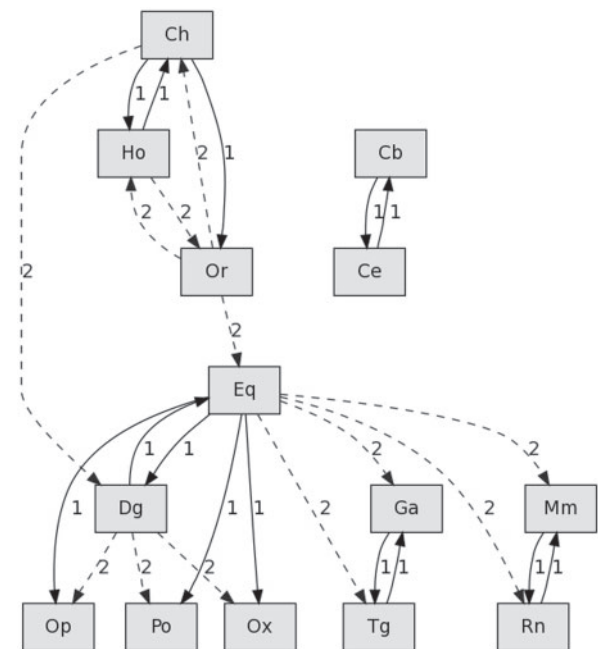 Ch
1 1
Ho Cb
2 1
2 2 1 1
Or Ce
2
2
Eq
1 1 2 2
Dg Ga Mm
1 1 1 2 2
2 2 2 1 1 1 1
Op Po Ox Tg Rn